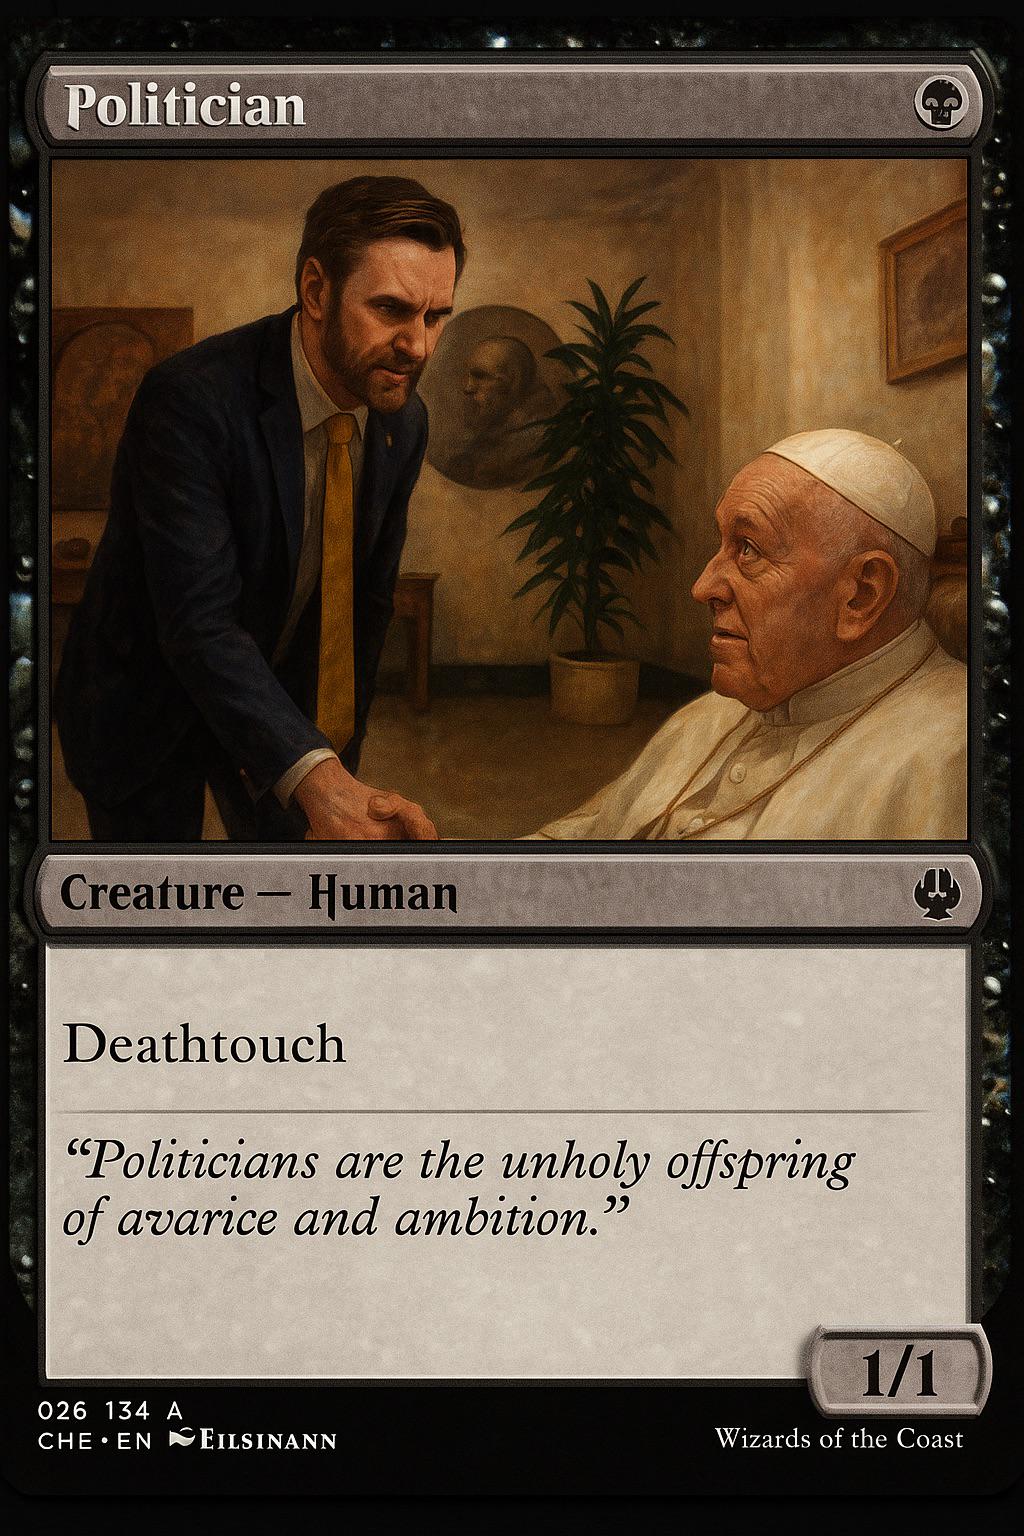 Politician
Creature — Human
Deathtouch
“Politicians are the unholy offspring
of avarice and ambition.”
1/1
026 134 A
CHE • EN EILSINANN
Wizards of the Coast